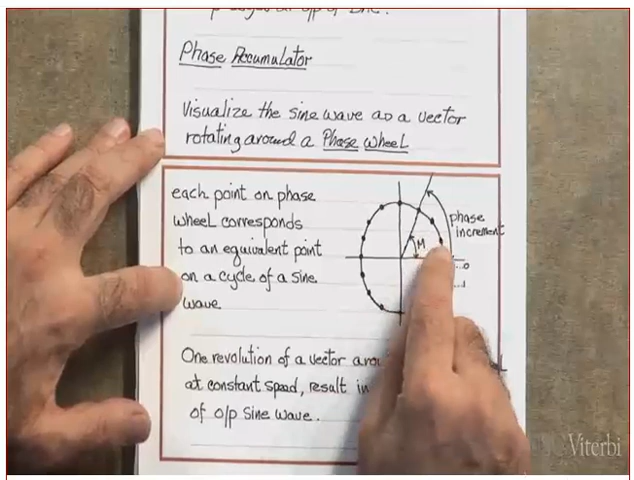 Phase Accumulator
Visualize the sine wave as a vector
rotating around a Phase wheel
each point on phase
wheel corresponds
to an equivalent point
on a cycle of a sine
wave.
phase
increment
M
...0
...1
One revolution of a vector
at constant speed, result in
of o/p sine wave.
Viterbi